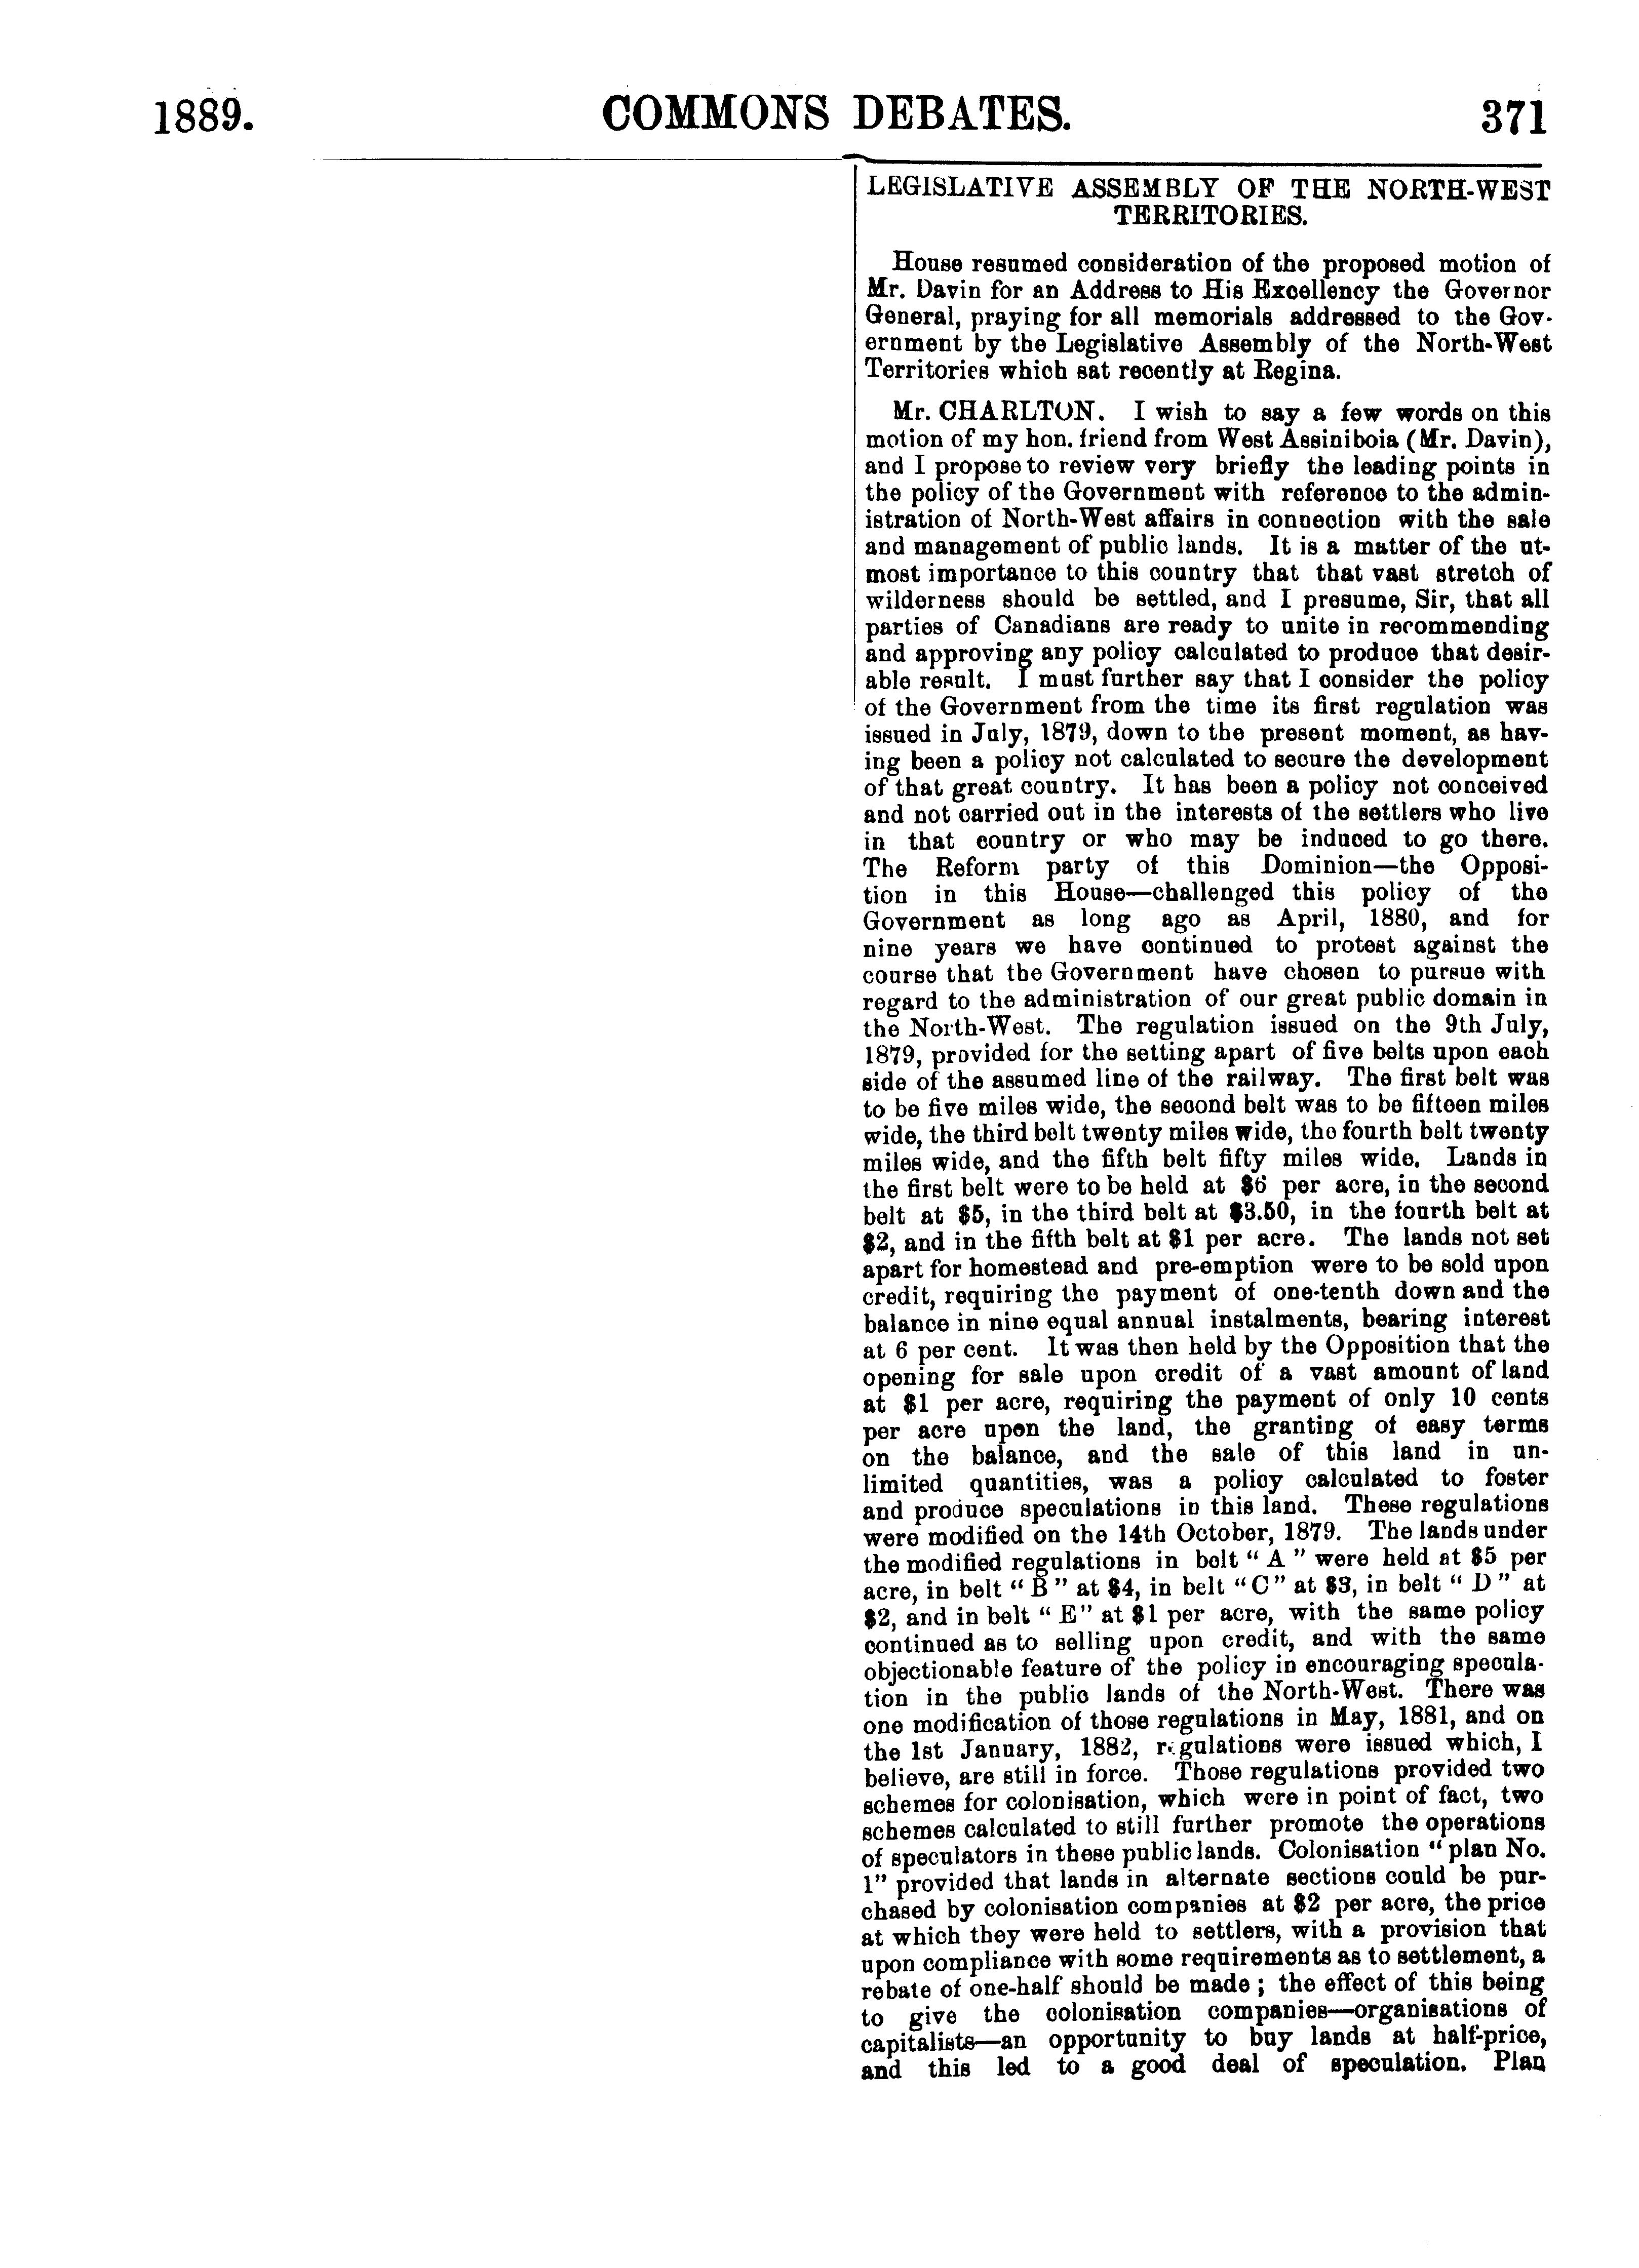 1889. COMMONS DEBATES. 371
LEGISLATIVE ASSEMBLY OF THE NORTH-WEST
TERRITORIES.
House resumed consideration of the proposed motion of
Mr. Davin for an Address to His Excellency the Governor
General, praying for all memorials addressed to the Gov-
ernment by the Legislative Assembly of the North-West
Territories which sat recently at Regina.
Mr. CHARLTON. I wish to say a few words on this
motion of my hon. friend from West Assiniboia (Mr. Davin),
and I propose to review very briefly the leading points in
the policy of the Government with reference to the admin-
istration of North-West affairs in connection with the sale
and management of public lands. It is a matter of the ut-
most importance to this country that that vast stretch of
wilderness should be settled, and I presume, Sir, that all
parties of Canadians are ready to unite in recommending
and approving any policy calculated to produce that desir-
able result. I must further say that I consider the policy
of the Government from the time its first regulation was
issued in July, 1879, down to the present moment, as hav-
ing been a policy not calculated to secure the development
of that great country. It has been a policy not conceived
and not carried out in the interests of the settlers who live
in that country or who may be induced to go there.
The Reform party of this Dominion—the Opposi-
tion in this House—challenged this policy of the
Government as long ago as April, 1880, and for
nine years we have continued to protest against the
course that the Government have chosen to pursue with
regard to the administration of our great public domain in
the North-West. The regulation issued on the 9th July,
1879, provided for the setting apart of five belts upon each
side of the assumed line of the railway. The first belt was
to be five miles wide, the second belt was to be fifteen miles
wide, the third belt twenty miles wide, the fourth belt twenty
miles wide, and the fifth belt fifty miles wide. Lands in
the first belt were to be held at $6 per acre, in the second
belt at $5, in the third belt at $3.50, in the fourth belt at
$2, and in the fifth belt at $1 per acre. The lands not set
apart for homestead and pre-emption were to be sold upon
credit, requiring the payment of one-tenth down and the
balance in nine equal annual instalments, bearing interest
at 6 per cent. It was then held by the Opposition that the
opening for sale upon credit of a vast amount of land
at $1 per acre, requiring the payment of only 10 cents
per acre upon the land, the granting of easy terms
on the balance, and the sale of this land in un-
limited quantities, was a policy calculated to foster
and produce speculations in this land. These regulations
were modified on the 14th October, 1879. The lands under
the modified regulations in belt " A " were held at $5 per
acre, in belt " B " at $4, in belt " C " at $3, in belt " D " at
$2, and in belt " E" at $1 per acre, with the same policy
continued as to selling upon credit, and with the same
objectionable feature of the policy in encouraging specula-
tion in the public lands of the North-West. There was
one modification of those regulations in May, 1881, and on
the 1st January, 1882, regulations were issued which, I
believe, are still in force. Those regulations provided two
schemes for colonisation, which were in point of fact, two
schemes calculated to still further promote the operations
of speculators in these public lands. Colonisation " plan No.
1" provided that lands in alternate sections could be pur-
chased by colonisation companies at $2 per acre, the price
at which they were held to settlers, with a provision that
upon compliance with some requirements as to settlement, a
rebate of one-half should be made ; the effect of this being
to give the colonisation companies—organisations of
capitalists—an opportunity to buy lands at half-price,
and this led to a good deal of speculation. Plan